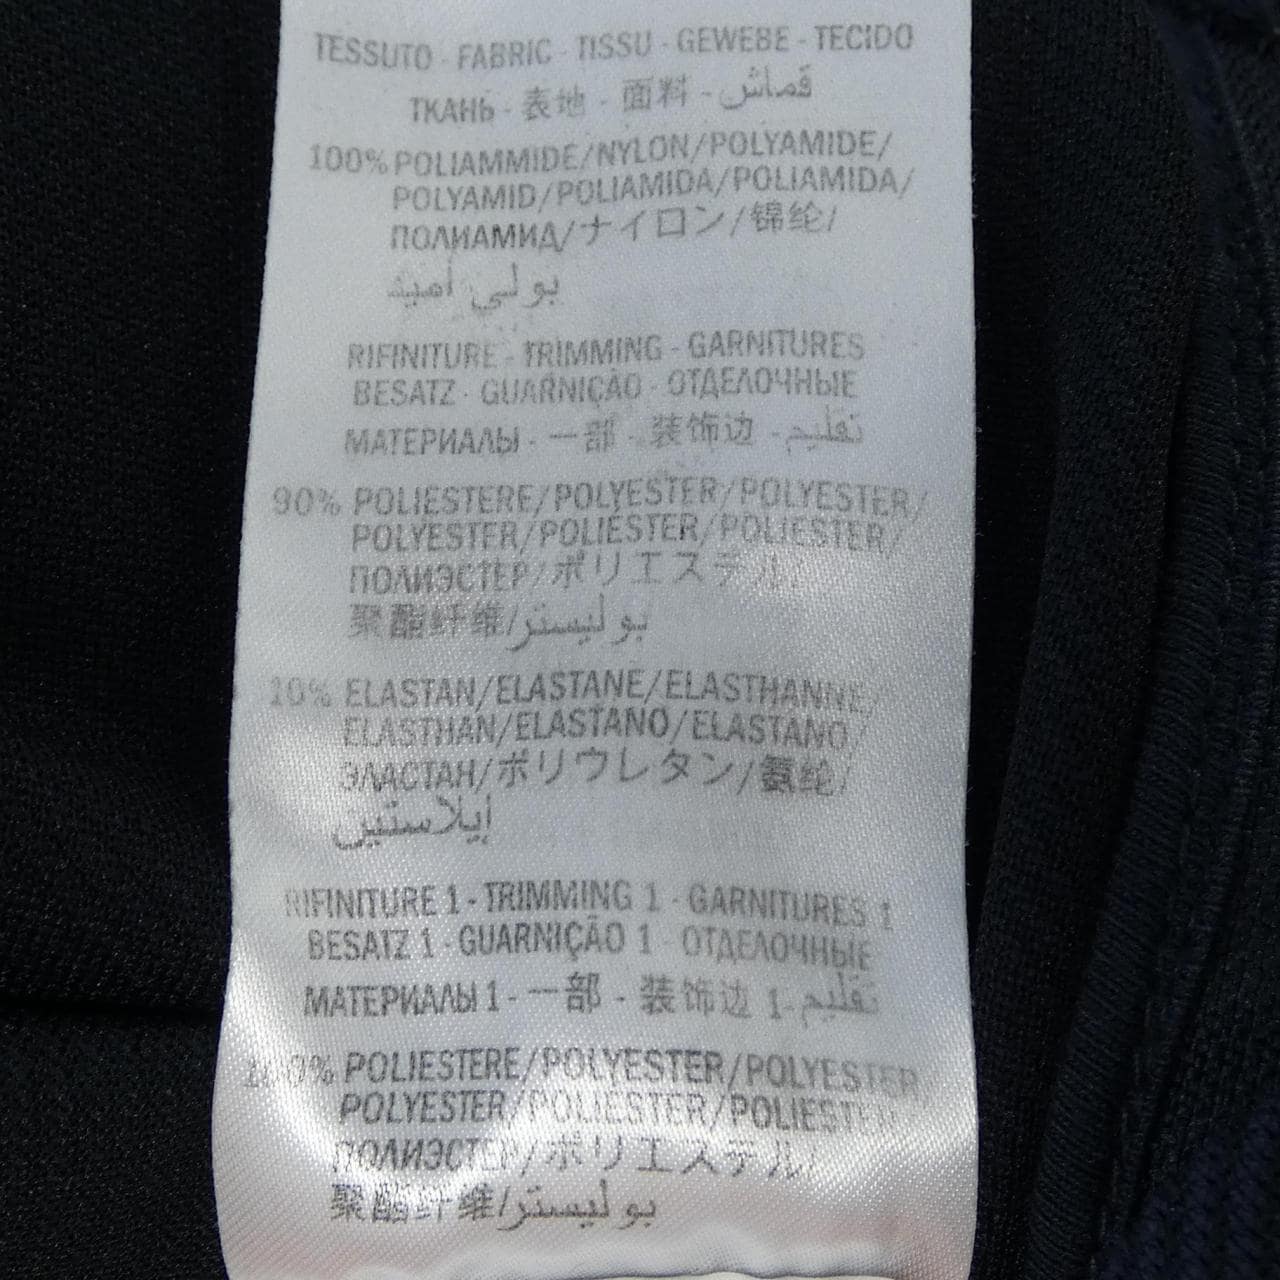 TESSUTO - FABRIC - TISSU - GEWEBE - TECIDO
ТКАНЬ - 表地 - 面料 - قماش
100% POLIAMMIDE/NYLON/POLYAMIDE/
POLYAMID/POLIAMIDA/POLIAMIDA/
ПОЛИАМИД/ナイロン/锦纶/
بولي أميد
RIFINITURE - TRIMMING - GARNITURES
BESATZ - GUARNIÇÃO - ОТДЕЛОЧНЫЕ
МАТЕРИАЛЫ - 一部 - 装饰边 - تقليم
90% POLIESTERE/POLYESTER/POLYESTER/
POLYESTER/POLIÉSTER/POLIESTER/
ПОЛИЭСТЕР/ポリエステル/
聚酯纤维/بوليستر
10% ELASTAN/ELASTANE/ELASTHANNE/
ELASTHAN/ELASTANO/ELASTANO/
ЭЛАСТАН/ポリウレタン/氨纶/
إيلاستين
RIFINITURE 1 - TRIMMING 1 - GARNITURES 1
BESATZ 1 - GUARNIÇÃO 1 - ОТДЕЛОЧНЫЕ
МАТЕРИАЛЫ 1 - 一部 - 装饰边 1 - تقليم
100% POLIESTERE/POLYESTER/POLYESTER/
POLYESTER/POLIESTER/POLIESTER
ПОЛИЭСТЕР/ポリエステル/
聚酯纤维/بوليستر